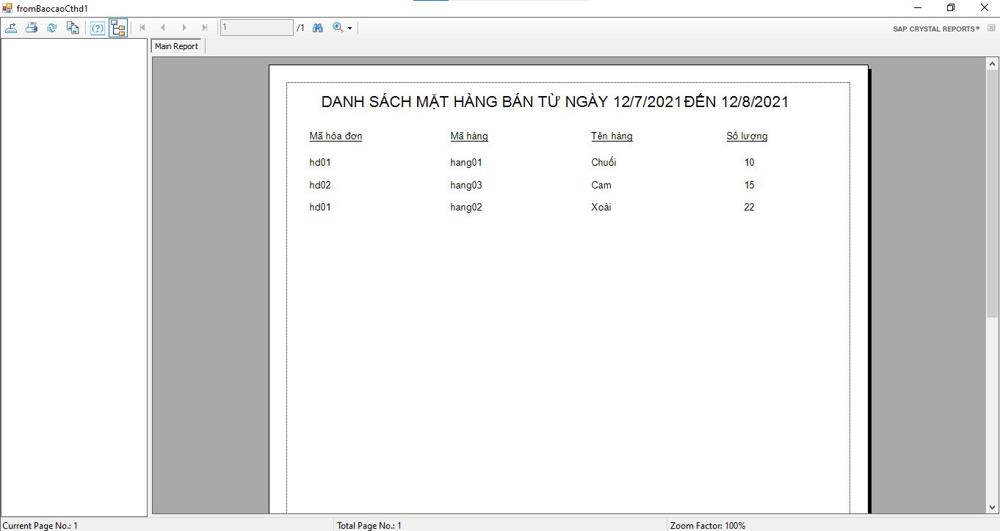 fromBaocaoCthd1
1 /1
SAP CRYSTAL REPORTS®
Main Report
DANH SÁCH MẶT HÀNG BÁN TỪ NGÀY 12/7/2021 ĐẾN 12/8/2021
Mã hóa đơn Mã hàng Tên hàng Số lượng
hd01 hang01 Chuối 10
hd02 hang03 Cam 15
hd01 hang02 Xoài 22
Current Page No.: 1 Total Page No.: 1 Zoom Factor: 100%